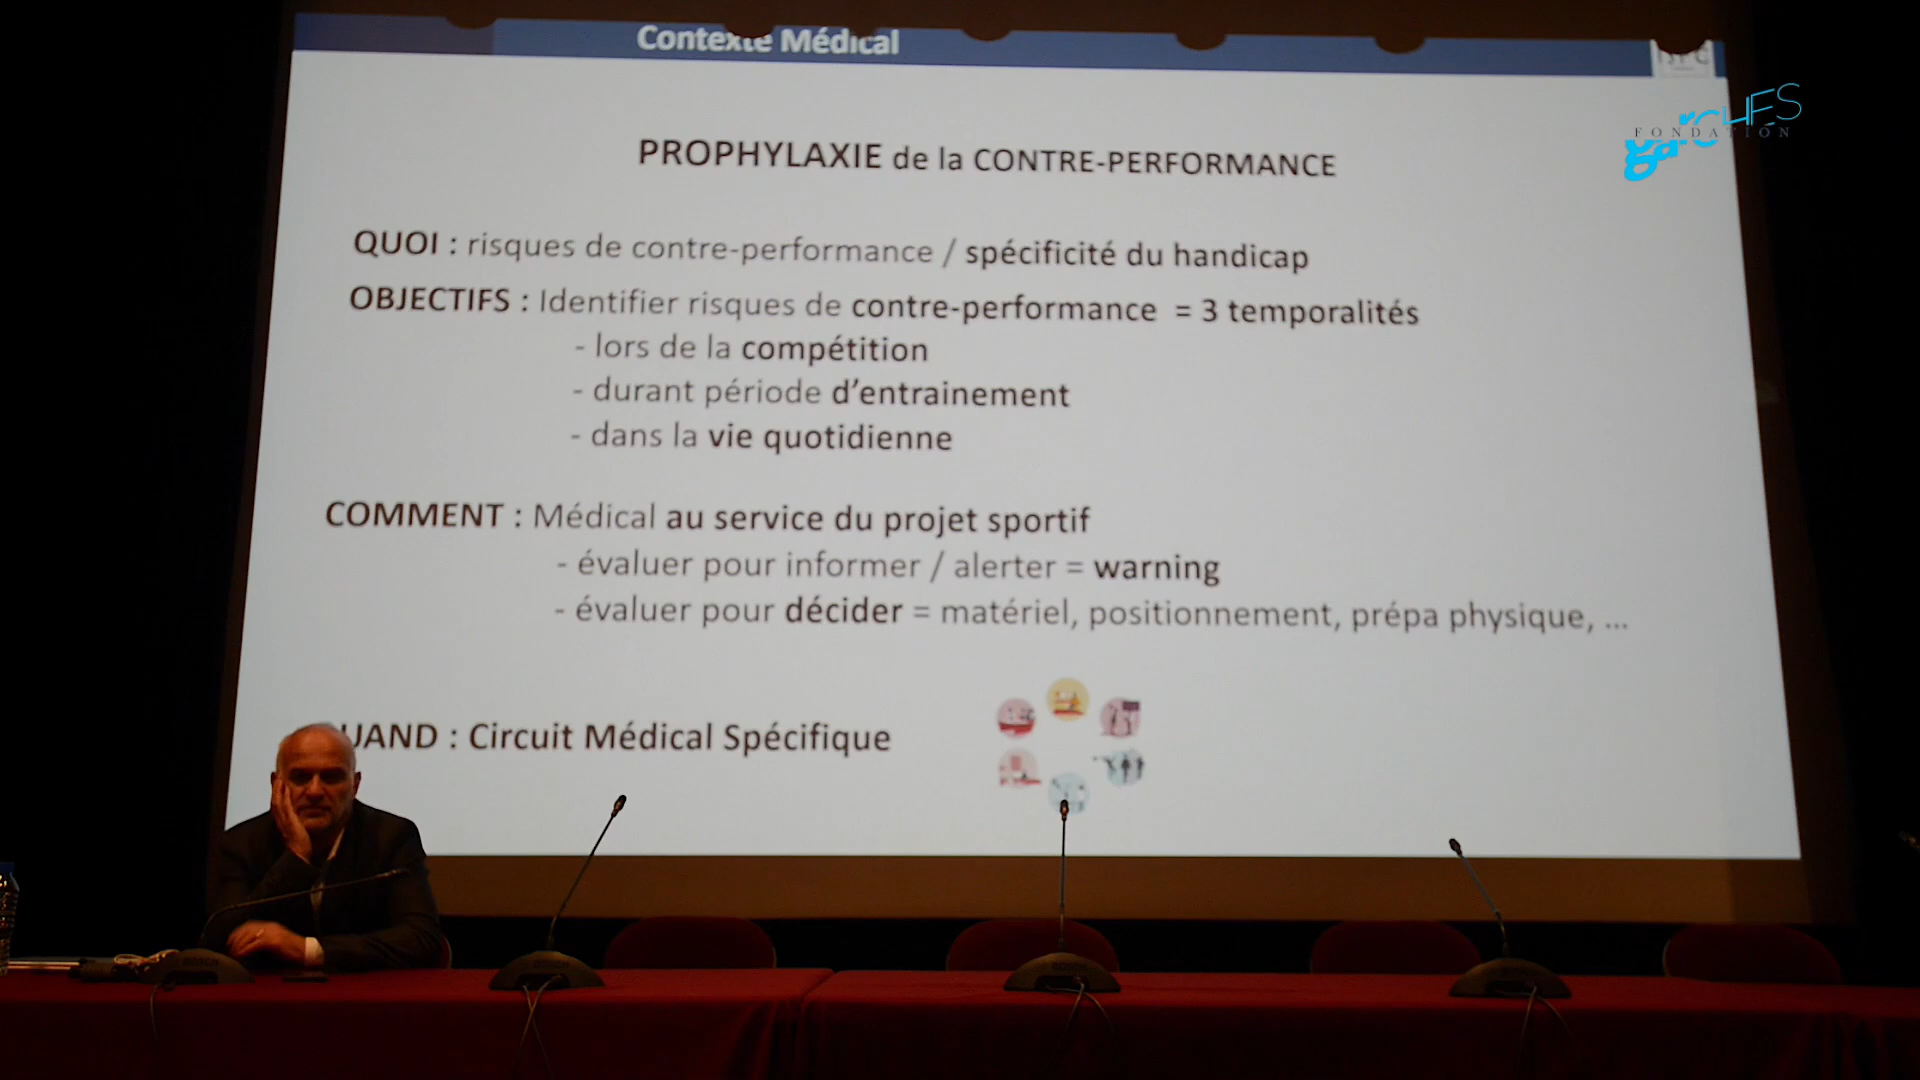 Contexte Médical
garches
FONDATION
PROPHYLAXIE de la CONTRE-PERFORMANCE
QUOI : risques de contre-performance / spécificité du handicap
OBJECTIFS : Identifier risques de contre-performance = 3 temporalités
- lors de la compétition
- durant période d'entrainement
- dans la vie quotidienne
COMMENT : Médical au service du projet sportif
- évaluer pour informer / alerter = warning
- évaluer pour décider = matériel, positionnement, prépa physique, ...
UAND : Circuit Médical Spécifique